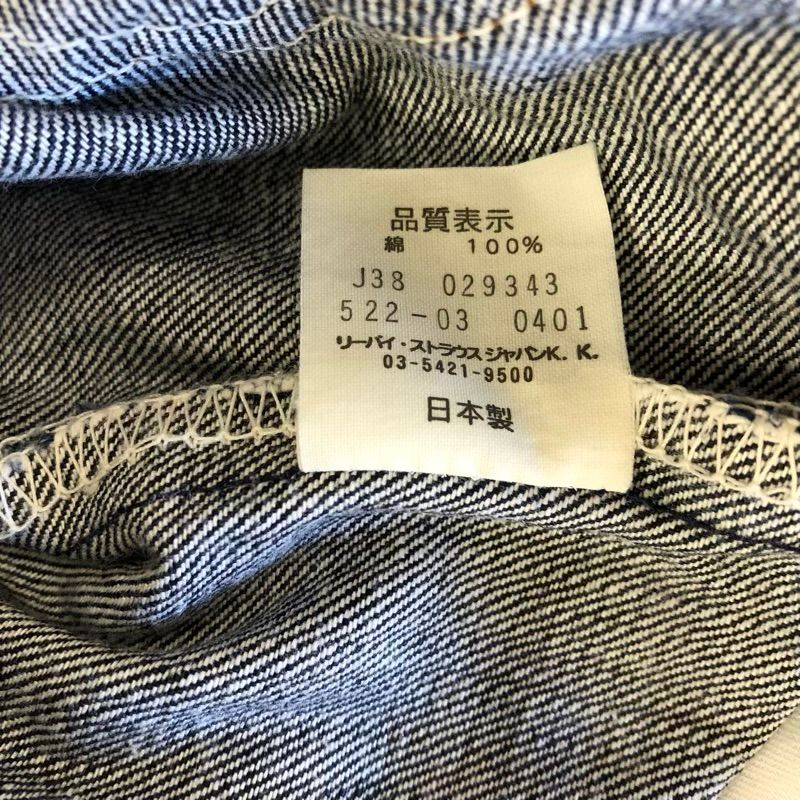 品質表示
綿 100%
J38 029343
522-03 0401
リーバイ・ストラウスジャパンK.K.
03-5421-9500
日本製